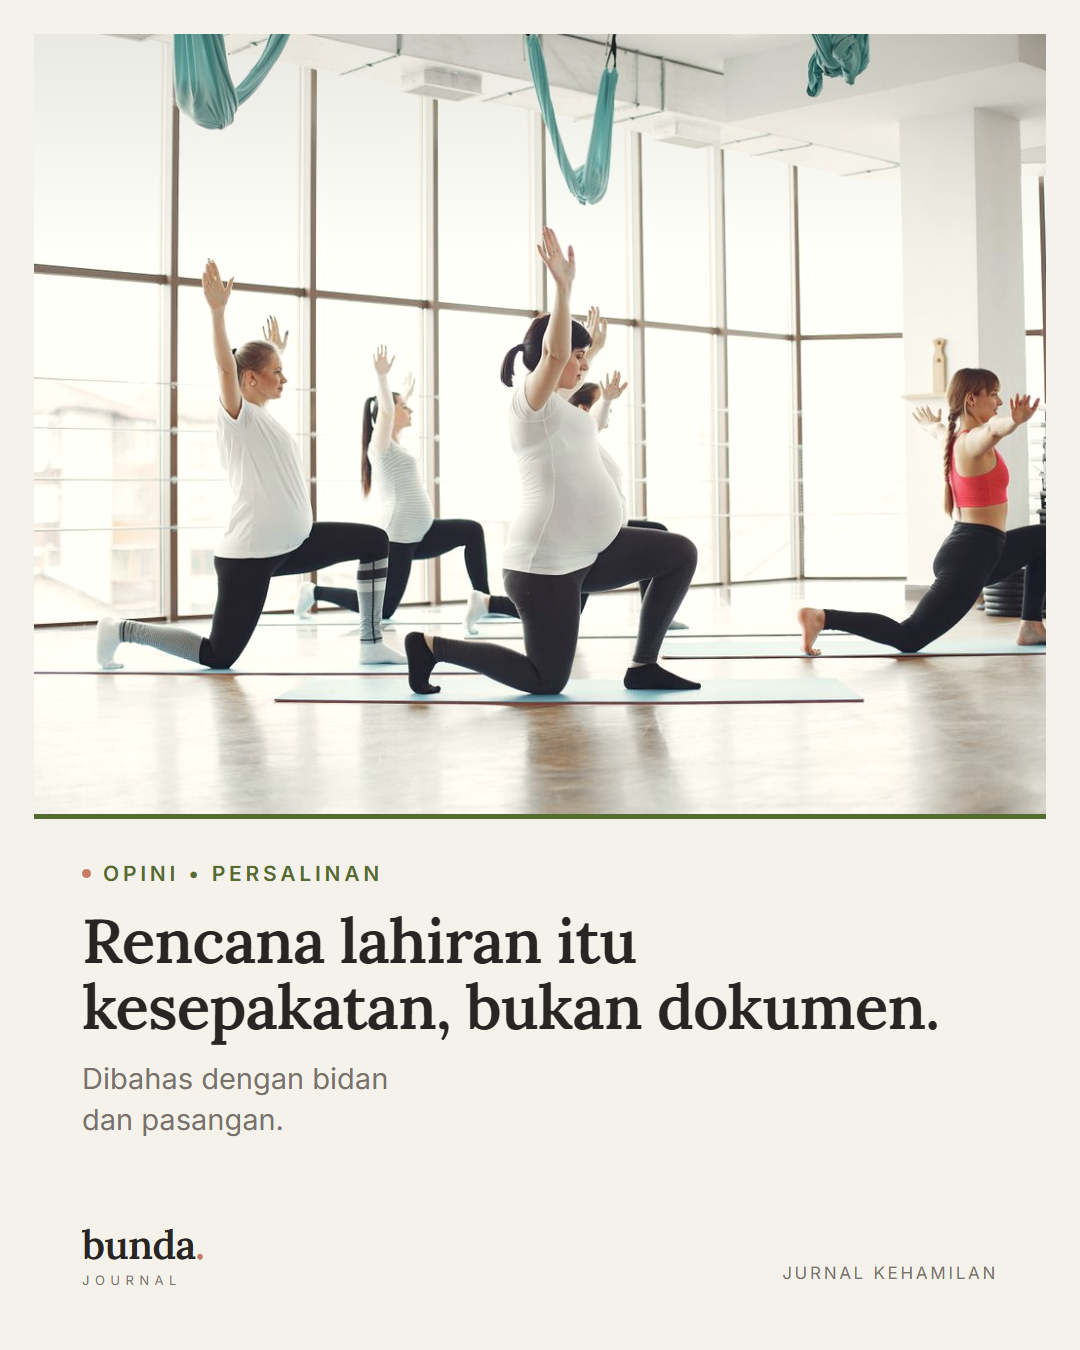 OPINI • PERSALINAN
Rencana lahiran itu
kesepakatan, bukan dokumen.
Dibahas dengan bidan
dan pasangan.
bunda.
JOURNAL
JURNAL KEHAMILAN